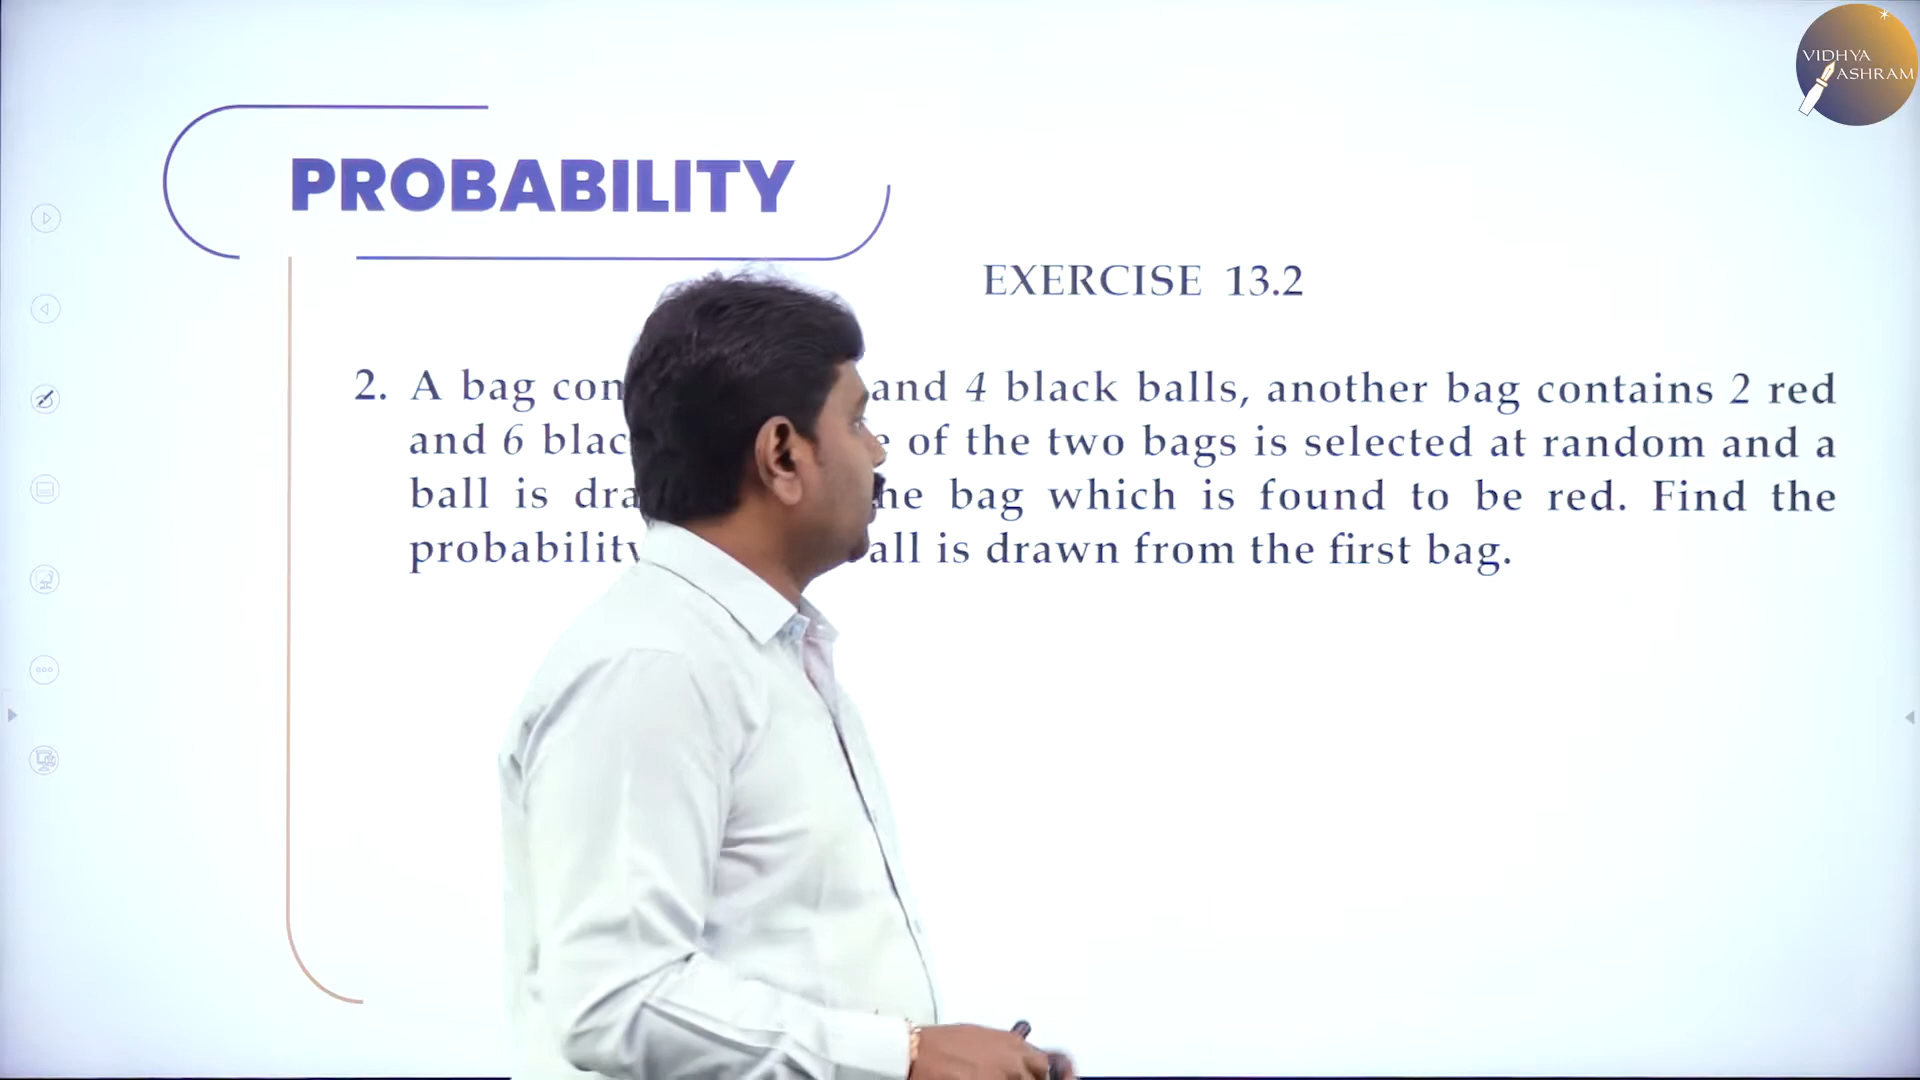 VIDHYA
ASHRAM
PROBABILITY
EXERCISE 13.2
2. A bag con and 4 black balls, another bag contains 2 red
and 6 blac of the two bags is selected at random and a
ball is dra bag which is found to be red. Find the
probability all is drawn from the first bag.